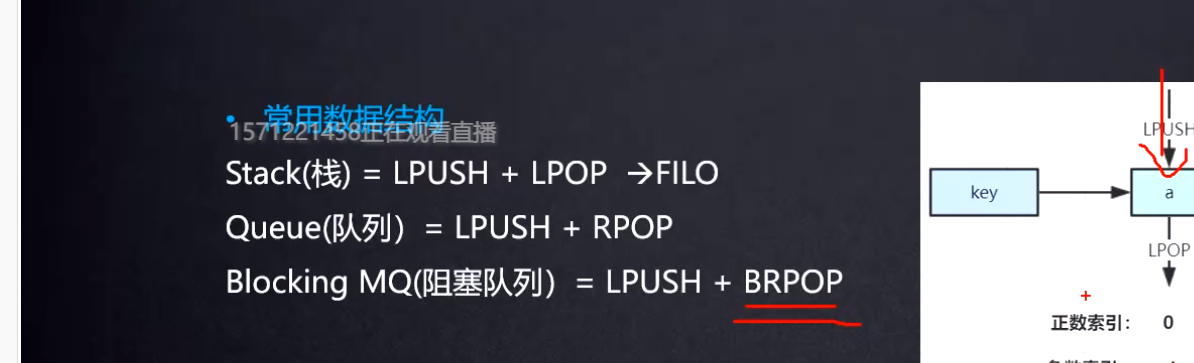 • 常用数据结构
1571221458正在观看直播
Stack(栈) = LPUSH + LPOP →FILO
Queue(队列） = LPUSH + RPOP
Blocking MQ(阻塞队列） = LPUSH + BRPOP
LPUSH
key
a
LPOP
+
正数索引： 0